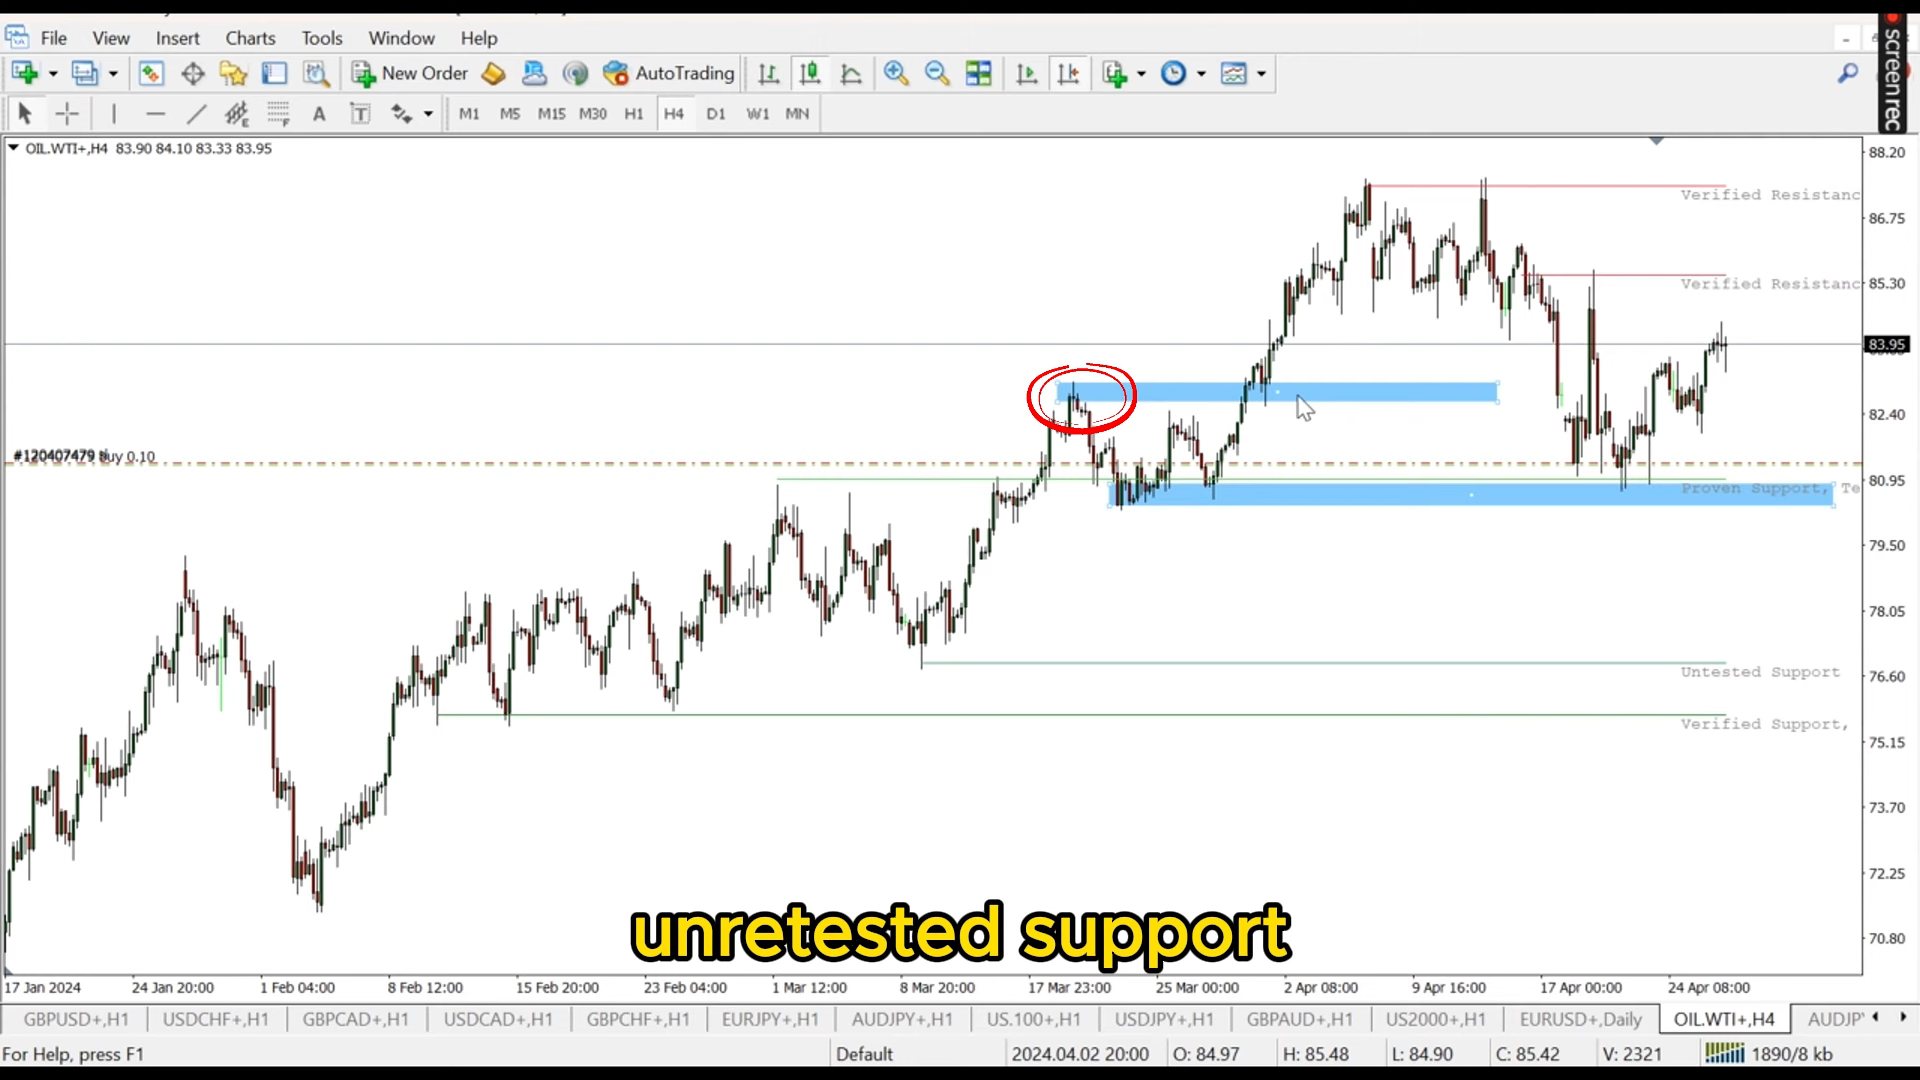 File View Insert Charts Tools Window Help
screen rec
New Order AutoTrading
A T M1 M5 M15 M30 H1 H4 D1 W1 MN
OIL.WTI+,H4 83.90 84.10 83.33 83.95
88.20
Verified Resistanc
86.75
Verified Resistanc
85.30
83.95
82.40
#120407479 buy 0.10
80.95
Proven Support, Te
79.50
78.05
76.60
Untested Support
Verified Support,
75.15
73.70
72.25
unretested support
70.80
17 Jan 2024 24 Jan 20:00 1 Feb 04:00 8 Feb 12:00 15 Feb 20:00 23 Feb 04:00 1 Mar 12:00 8 Mar 20:00 17 Mar 23:00 25 Mar 00:00 2 Apr 08:00 9 Apr 16:00 17 Apr 00:00 24 Apr 08:00
GBPUSD+,H1 USDCHF+,H1 GBPCAD+,H1 USDCAD+,H1 GBPCHF+,H1 EURJPY+,H1 AUDJPY+,H1 US.100+,H1 USDJPY+,H1 GBPAUD+,H1 US2000+,H1 EURUSD+,Daily OIL.WTI+,H4 AUDJP
For Help, press F1 Default 2024.04.02 20:00 O: 84.97 H: 85.48 L: 84.90 C: 85.42 V: 2321 1890/8 kb